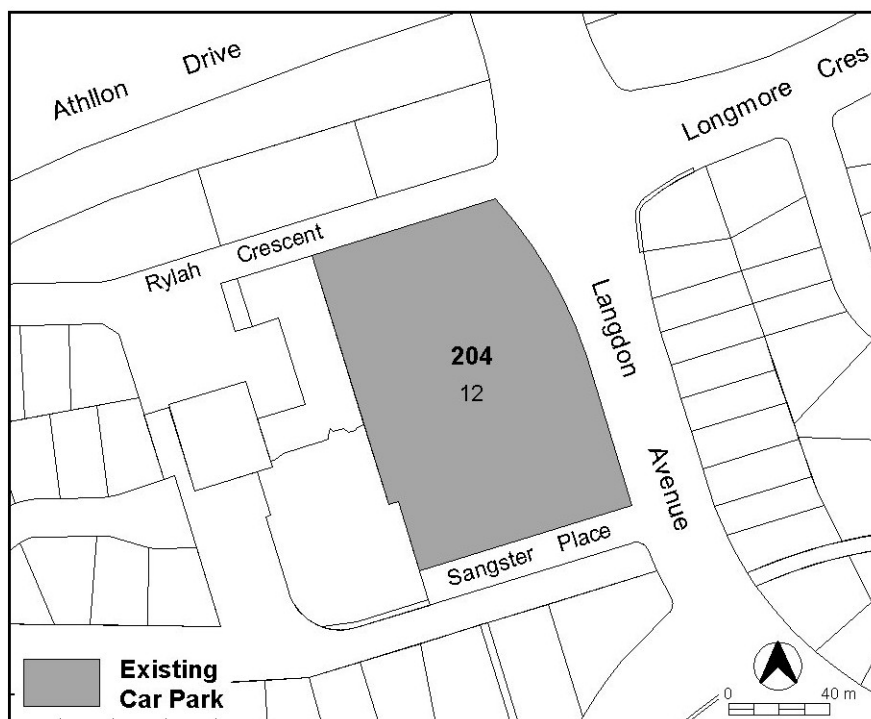 Athllon Drive
Longmore Cres
Rylah Crescent
Langdon
Avenue
204
12
Sangster Place
Existing
Car Park
0 40 m